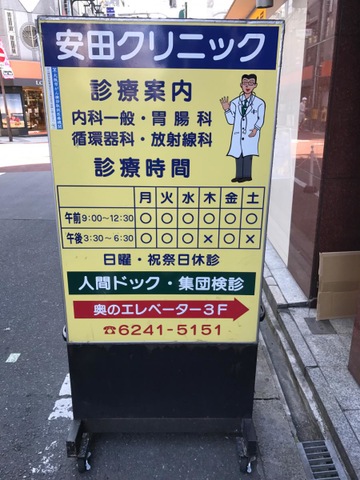 安田クリニック
診療案内
内科一般・胃腸科
循環器科・放射線科
診療時間
月 火 水 木 金 土
午前9:00～12:30 ○ ○ ○ ○ ○ ○
午後3:30～6:30 ○ ○ ○ × ○ ×
日曜・祝祭日休診
人間ドック・集団検診
奥のエレベーター3F
☎6241-5151